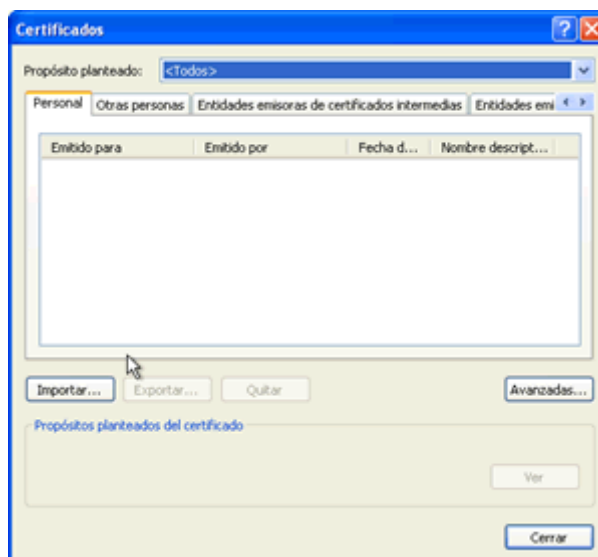 Certificados
Propósito planteado: <Todos>
Personal Otras personas Entidades emisoras de certificados intermedias Entidades emi
Emitido para Emitido por Fecha d... Nombre descript...
Importar... Exportar... Quitar Avanzadas...
Propósitos planteados del certificado
Ver
Cerrar